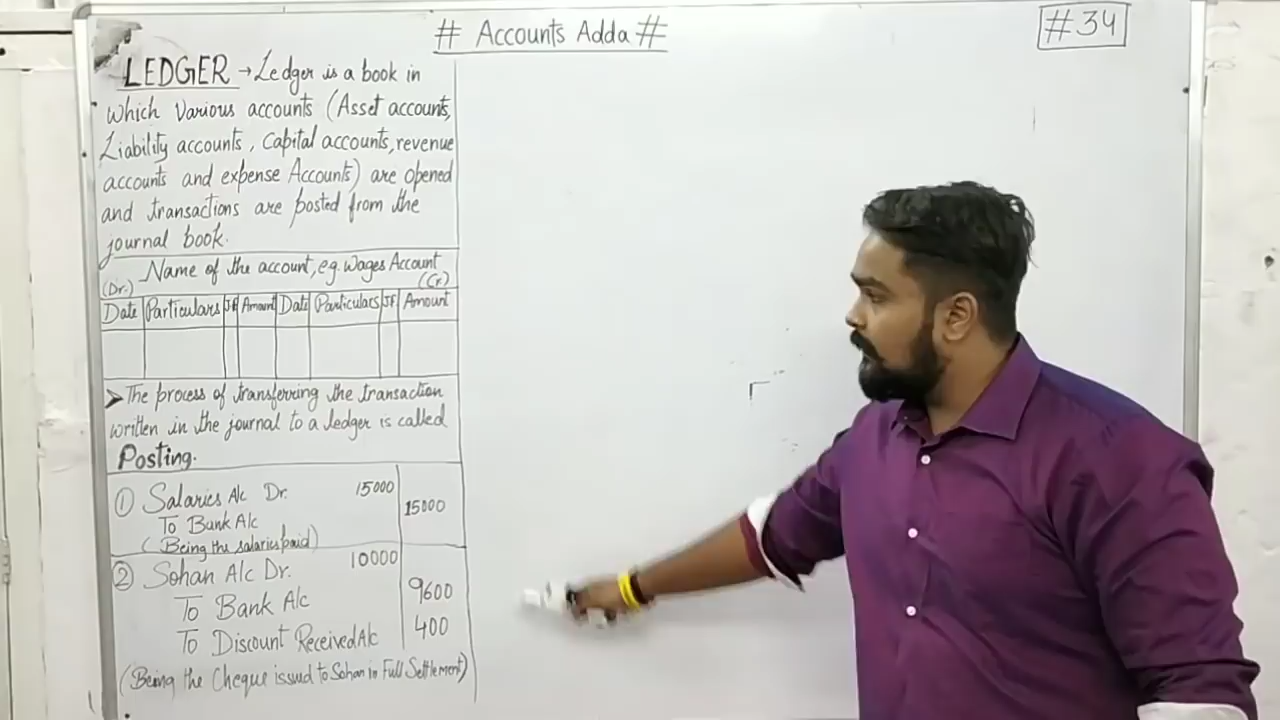 # Accounts Adda #
#34
LEDGER → Ledger is a book in
which various accounts (Asset accounts,
Liability accounts, Capital accounts, revenue
accounts and expense Accounts) are opened
and transactions are posted from the
journal book.
Name of the account, eg. Wages Account
(Dr.) (Cr.)
Date Particulars JF Amount Date Particulars JF Amount
➤ The process of transferring the transaction
written in the journal to a ledger is called
Posting.
① Salaries A/c Dr. 15000
To Bank A/c 15000
(Being the salaries paid)
② Sohan A/c Dr. 10000
To Bank A/c 9600
To Discount Received A/c 400
(Being the Cheque issued to Sohan in Full Settlement)